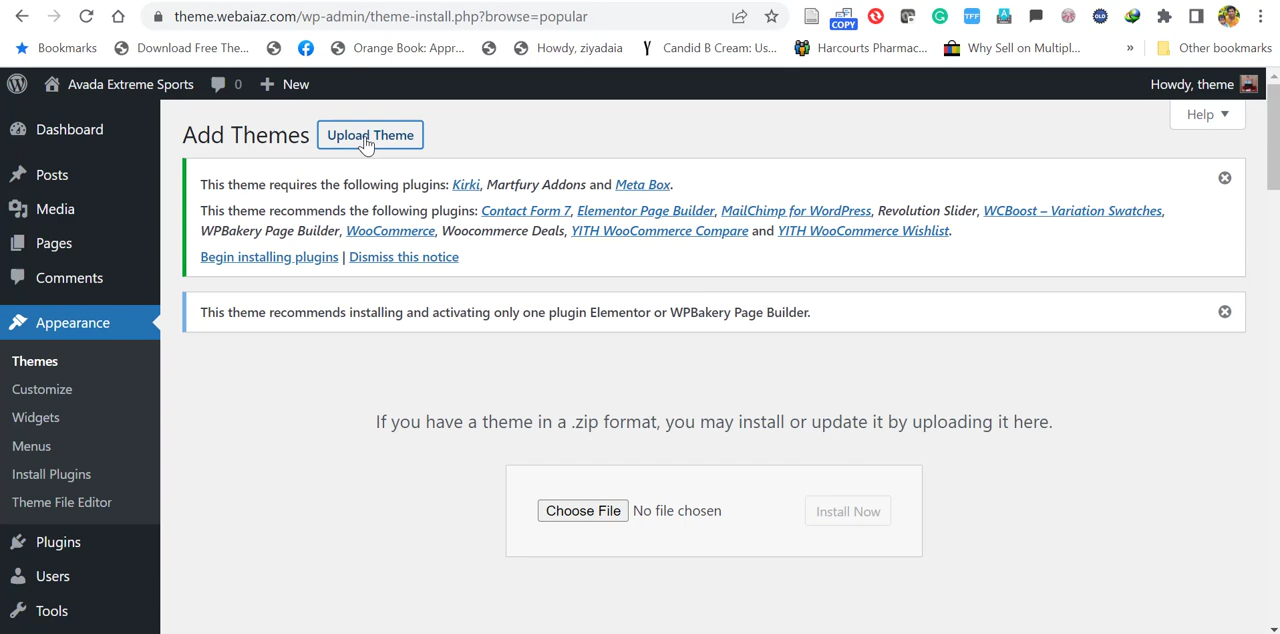 theme.webaiaz.com/wp-admin/theme-install.php?browse=popular
COPY
TFF
OLD
Bookmarks
Download Free The...
Orange Book: Appr...
Howdy, ziyadaia
Candid B Cream: Us...
Harcourts Pharmac...
Why Sell on Multipl...
»
Other bookmarks
Avada Extreme Sports
0
New
Howdy, theme
Dashboard
Posts
Media
Pages
Comments
Appearance
Themes
Customize
Widgets
Menus
Install Plugins
Theme File Editor
Plugins
Users
Tools
Help
Add Themes
Upload Theme
This theme requires the following plugins: Kirki, Martfury Addons and Meta Box.
This theme recommends the following plugins: Contact Form 7, Elementor Page Builder, MailChimp for WordPress, Revolution Slider, WCBoost – Variation Swatches,
WPBakery Page Builder, WooCommerce, Woocommerce Deals, YITH WooCommerce Compare and YITH WooCommerce Wishlist.
Begin installing plugins | Dismiss this notice
This theme recommends installing and activating only one plugin Elementor or WPBakery Page Builder.
If you have a theme in a .zip format, you may install or update it by uploading it here.
Choose File No file chosen
Install Now